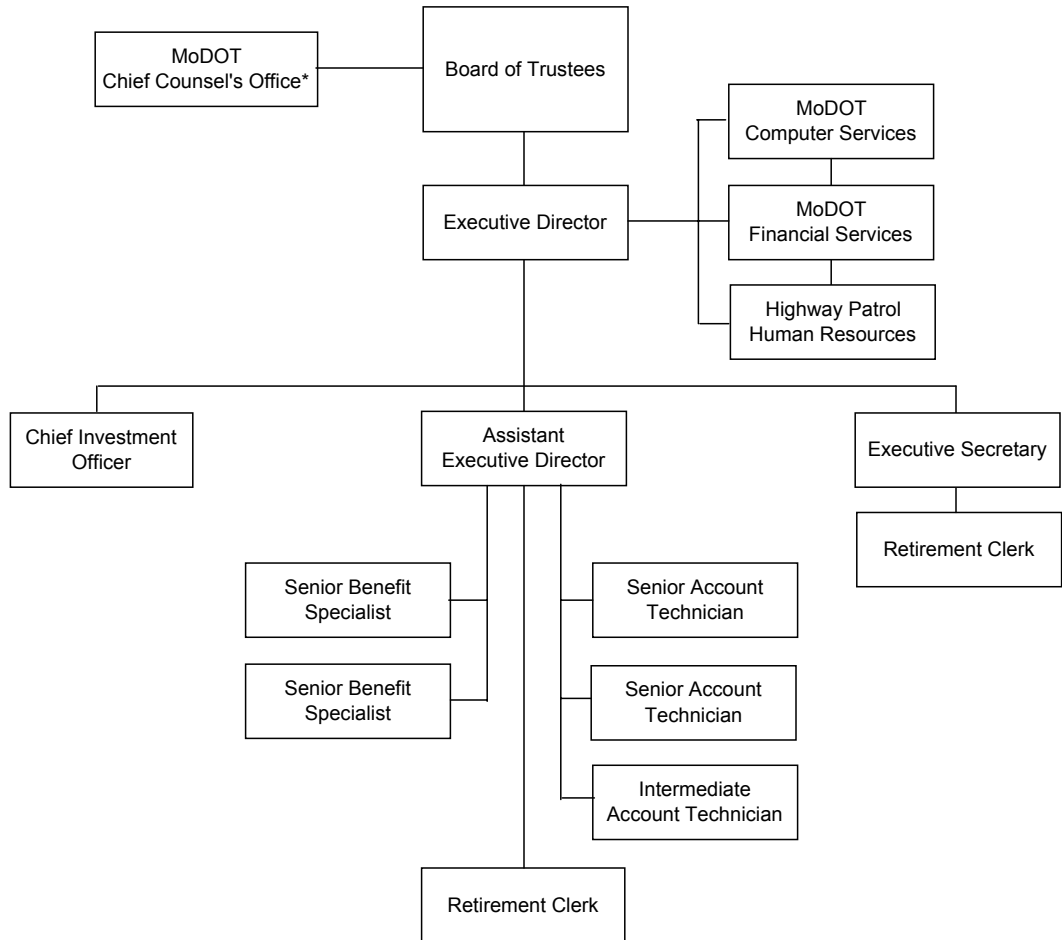 MoDOT
Chief Counsel's Office*
Board of Trustees
MoDOT
Computer Services
Executive Director
MoDOT
Financial Services
Highway Patrol
Human Resources
Chief Investment
Officer
Assistant
Executive Director
Executive Secretary
Retirement Clerk
Senior Benefit
Specialist
Senior Account
Technician
Senior Benefit
Specialist
Senior Account
Technician
Intermediate
Account Technician
Retirement Clerk